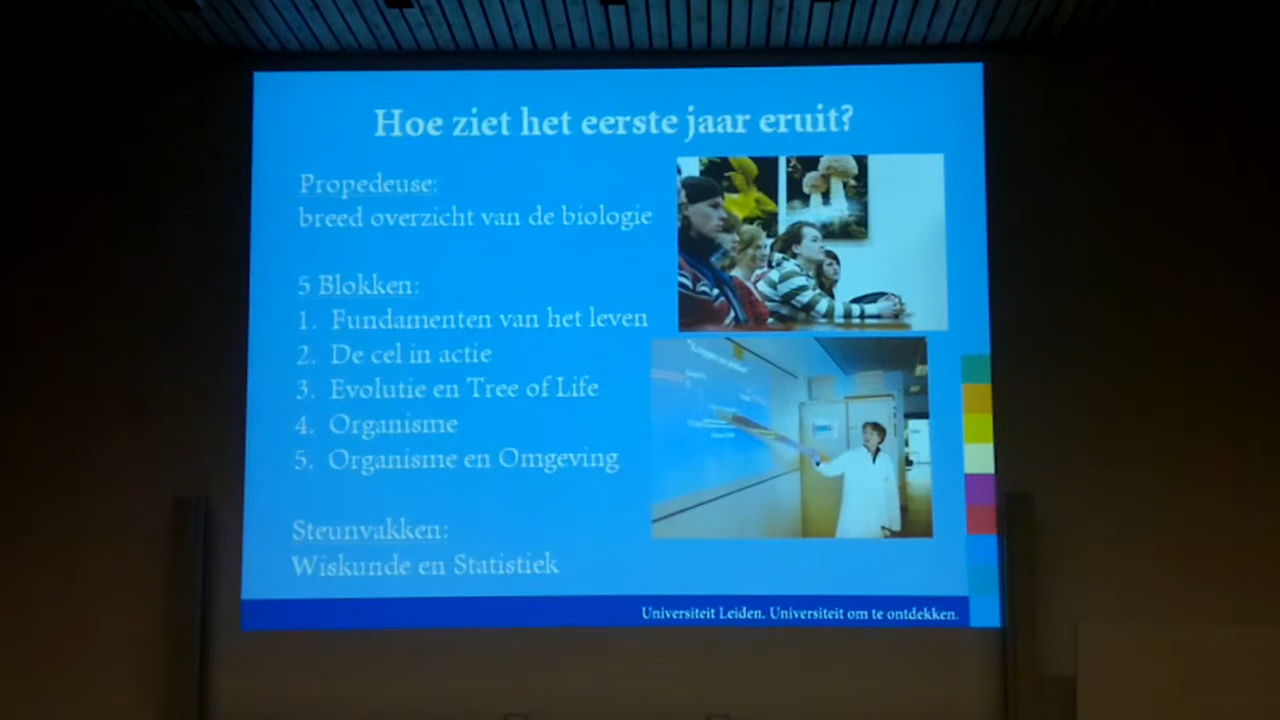 Hoe ziet het eerste jaar eruit?
Propedeuse:
breed overzicht van de biologie
5 Blokken:
1. Fundamenten van het leven
2. De cel in actie
3. Evolutie en Tree of Life
4. Organisme
5. Organisme en Omgeving
Steunvakken:
Wiskunde en Statistiek
Universiteit Leiden. Universiteit om te ontdekken.